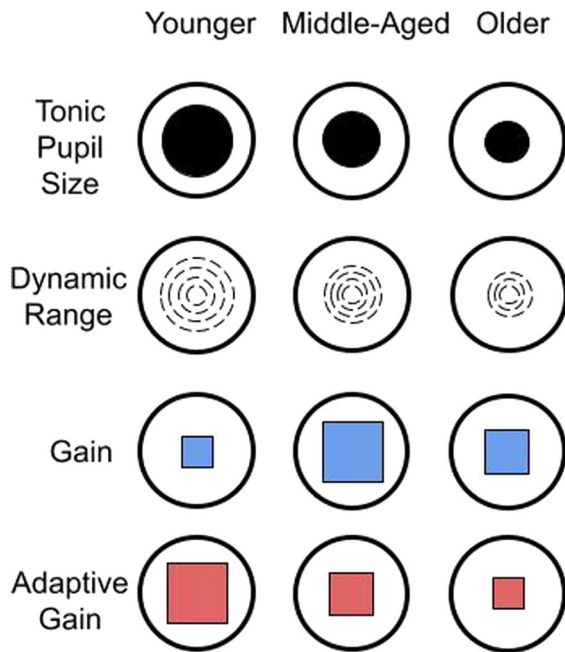 Younger Middle-Aged Older
Tonic
Pupil
Size
Dynamic
Range
Gain
Adaptive
Gain